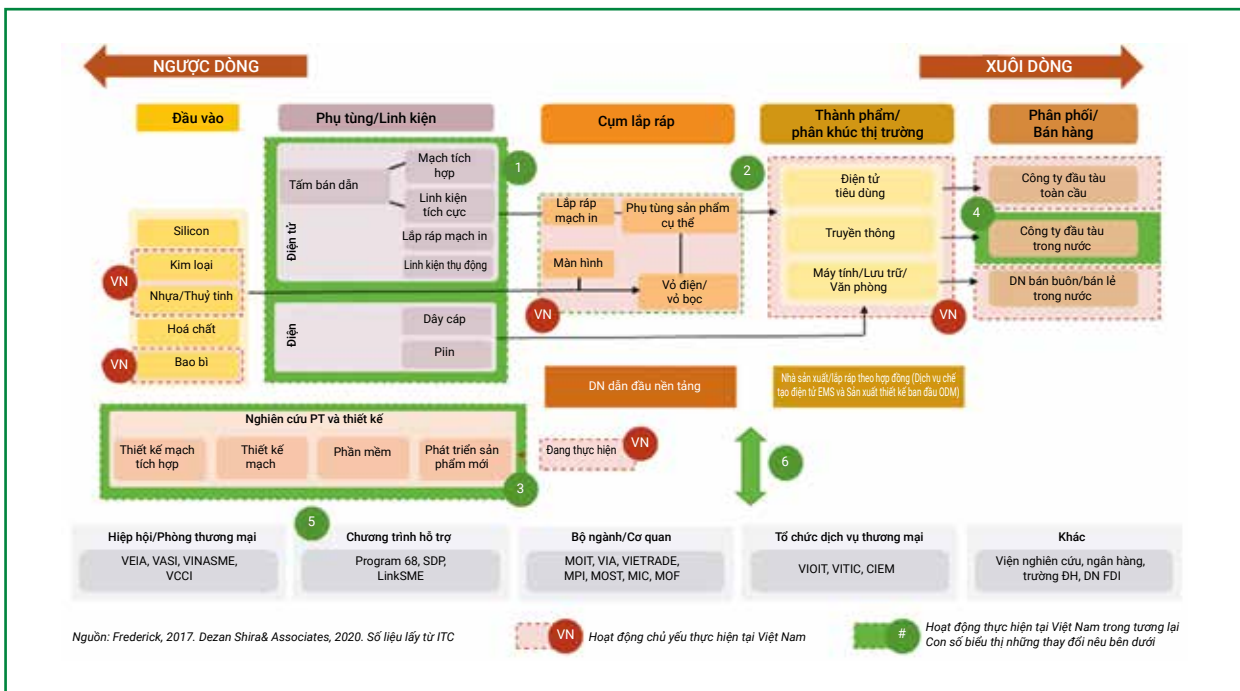 NGƯỢC DÒNG
XUÔI DÒNG
Đầu vào
Phụ tùng/Linh kiện
Cụm lắp ráp
Thành phẩm/
phân khúc thị trường
Phân phối/
Bán hàng
Silicon
Kim loại
Nhựa/Thuỷ tinh
Hoá chất
Bao bì
VN
VN
Điện tử
Tấm bán dẫn
Mạch tích
hợp
Linh kiện
tích cực
Lắp ráp mạch in
Linh kiện thụ động
1
Điện
Dây cáp
Piin
Lắp ráp
mạch in
Phụ tùng sản phẩm
cụ thể
Màn hình
Vỏ điện/
vỏ bọc
VN
2
Điện tử
tiêu dùng
Truyền thông
Máy tính/Lưu trữ/
Văn phòng
VN
Công ty đầu tàu
toàn cầu
4
Công ty đầu tàu
trong nước
DN bán buôn/bán lẻ
trong nước
DN dẫn đầu nền tảng
Nhà sản xuất/lắp ráp theo hợp đồng (Dịch vụ chế
tạo điện tử EMS và Sản xuất thiết kế ban đầu ODM)
Nghiên cứu PT và thiết kế
Thiết kế mạch
tích hợp
Thiết kế
mạch
Phần mềm
Phát triển sản
phẩm mới
3
Đang thực hiện
VN
6
5
Hiệp hội/Phòng thương mại
VEIA, VASI, VINASME,
VCCI
Chương trình hỗ trợ
Program 68, SDP,
LinkSME
Bộ ngành/Cơ quan
MOIT, VIA, VIETRADE,
MPI, MOST, MIC, MOF
Tổ chức dịch vụ thương mại
VIOIT, VITIC, CIEM
Khác
Viện nghiên cứu, ngân hàng,
trường ĐH, DN FDI
Nguồn: Frederick, 2017. Dezan Shira& Associates, 2020. Số liệu lấy từ ITC
VN
Hoạt động chủ yếu thực hiện tại Việt Nam
#
Hoạt động thực hiện tại Việt Nam trong tương lại
Con số biểu thị những thay đổi nêu bên dưới